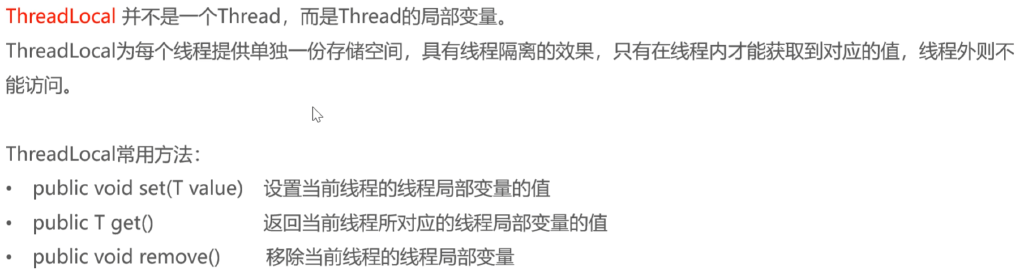 ThreadLocal 并不是一个Thread，而是Thread的局部变量。
ThreadLocal为每个线程提供单独一份存储空间，具有线程隔离的效果，只有在线程内才能获取到对应的值，线程外则不
能访问。
ThreadLocal常用方法：
• public void set(T value) 设置当前线程的线程局部变量的值
• public T get() 返回当前线程所对应的线程局部变量的值
• public void remove() 移除当前线程的线程局部变量